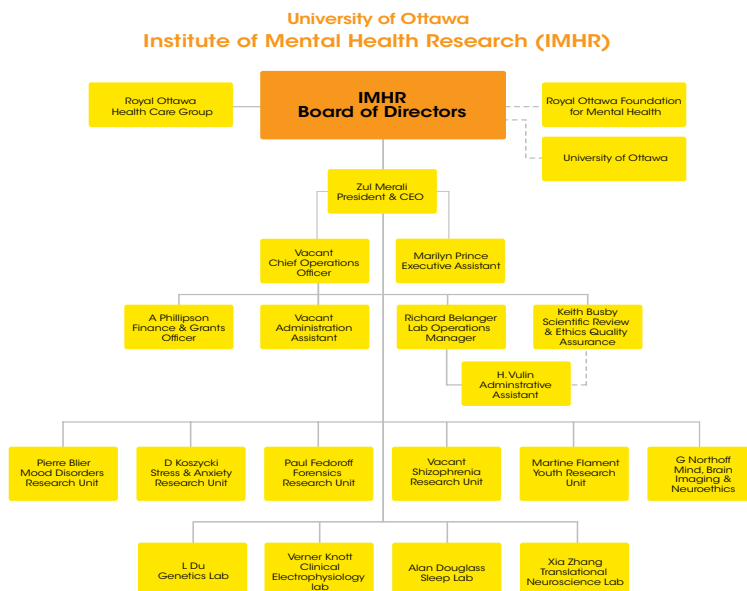 University of Ottawa
Institute of Mental Health Research (IMHR)
Royal Ottawa
Health Care Group
IMHR
Board of Directors
Royal Ottawa Foundation
for Mental Health
University of Ottawa
Zul Merali
President & CEO
Vacant
Chief Operations
Officer
Marilyn Prince
Executive Assistant
A Phillipson
Finance & Grants
Officer
Vacant
Administration
Assistant
Richard Belanger
Lab Operations
Manager
Keith Busby
Scientific Review
& Ethics Quality
Assurance
H. Vulin
Adminstrative
Assistant
Pierre Blier
Mood Disorders
Research Unit
D Koszycki
Stress & Anxiety
Research Unit
Paul Fedoroff
Forensics
Research Unit
Vacant
Shizophrenia
Research Unit
Martine Flament
Youth Research
Unit
G Northoff
Mind, Brain
Imaging &
Neuroethics
L Du
Genetics Lab
Verner Knott
Clinical
Electrophysiology
lab
Alan Douglass
Sleep Lab
Xia Zhang
Translational
Neuroscience Lab